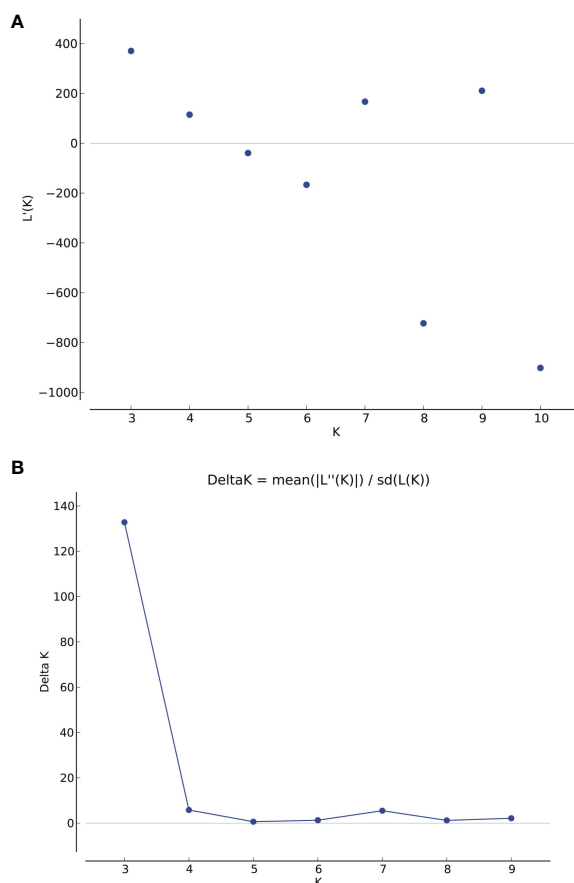 A
400
200
0
−200
−400
−600
−800
−1000
L'(K)
3 4 5 6 7 8 9 10
K
B
DeltaK = mean(|L''(K)|) / sd(L(K))
140
120
100
80
60
40
20
0
Delta K
3 4 5 6 7 8 9
K